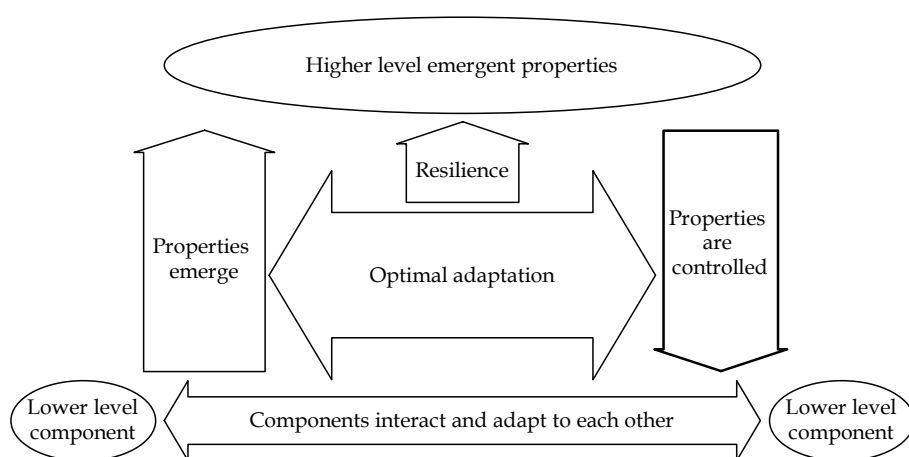 Higher level emergent properties
Resilience
Properties
emerge
Optimal adaptation
Properties
are
controlled
Lower level
component
Components interact and adapt to each other
Lower level
component